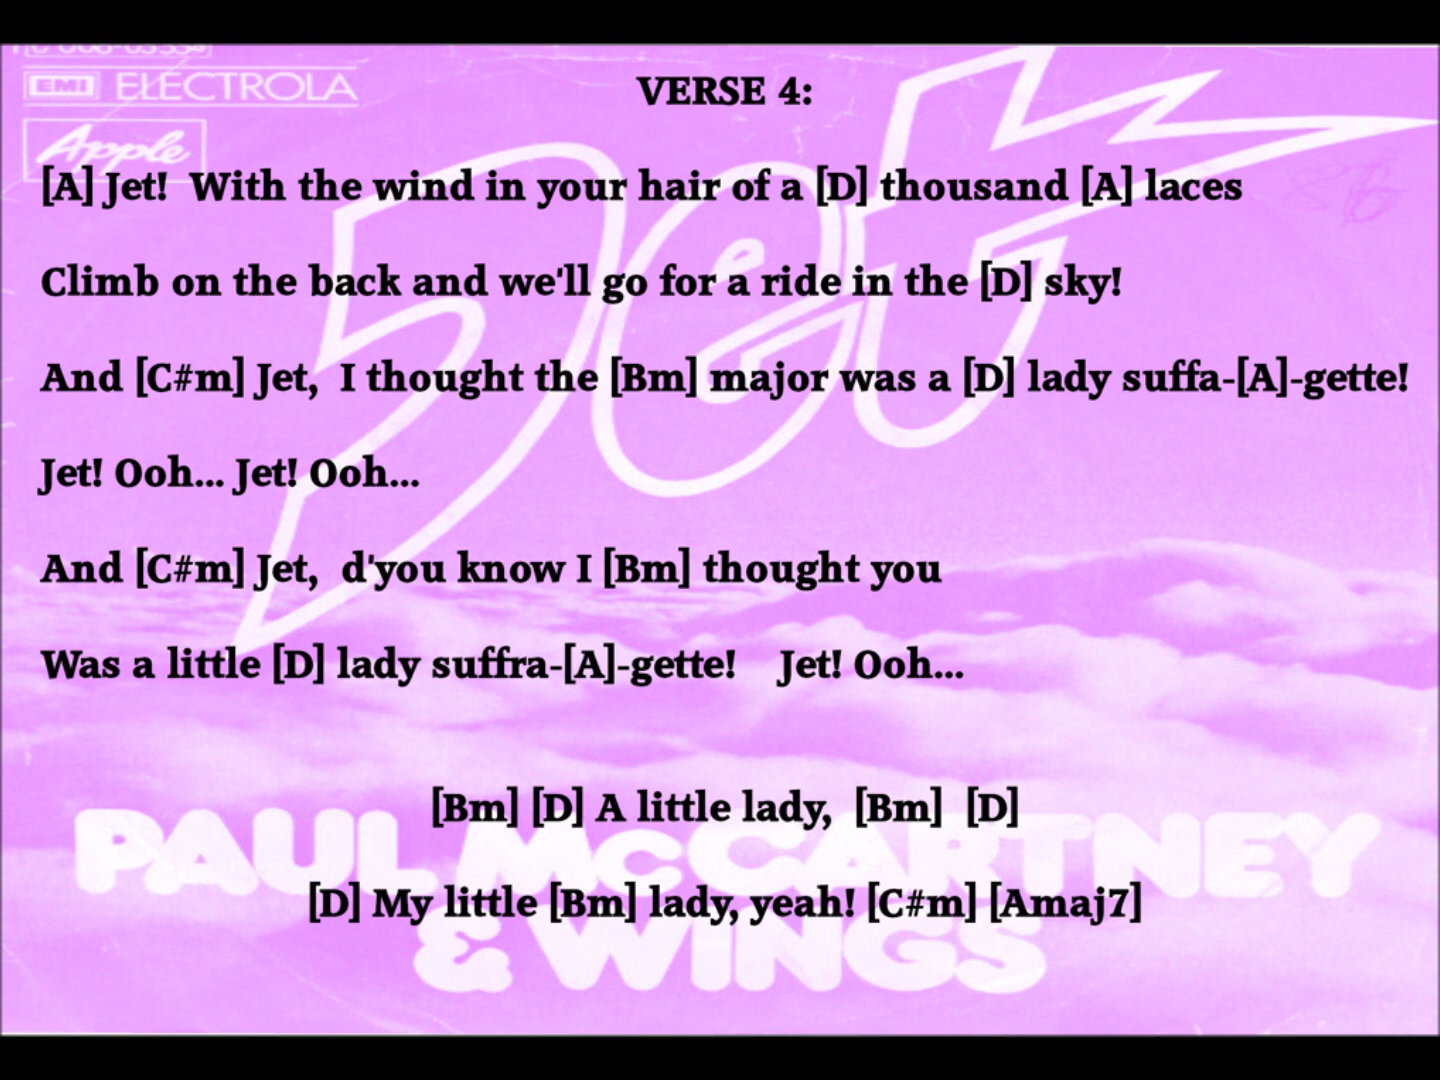 EMI ELECTROLA
Apple
Jet
VERSE 4:
[A] Jet!  With the wind in your hair of a [D] thousand [A] laces
Climb on the back and we'll go for a ride in the [D] sky!
And [C#m] Jet,  I thought the [Bm] major was a [D] lady suffa-[A]-gette!
Jet! Ooh... Jet! Ooh...
And [C#m] Jet,  d'you know I [Bm] thought you
Was a little [D] lady suffra-[A]-gette!    Jet! Ooh...
[Bm] [D] A little lady,  [Bm]  [D]
[D] My little [Bm] lady, yeah! [C#m] [Amaj7]
PAUL McCARTNEY
& WINGS